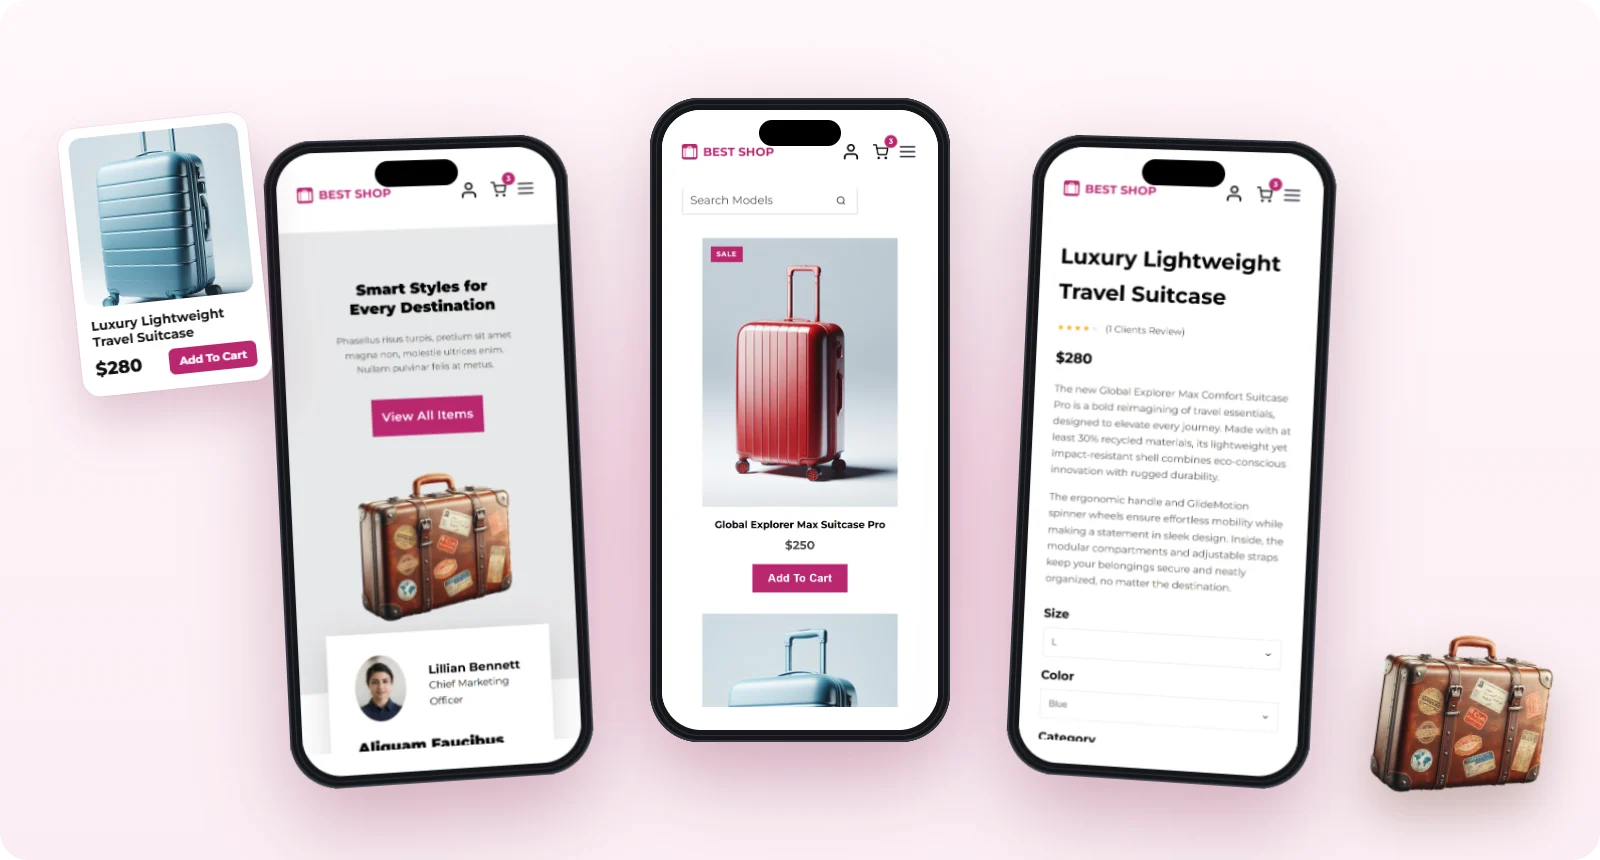 Luxury Lightweight
Travel Suitcase
$280
Add To Cart
BEST SHOP
3
Smart Styles for
Every Destination
Phasellus risus turpis, pretium sit amet
magna non, molestie ultrices enim.
Nullam pulvinar felis at metus.
View All Items
Lillian Bennett
Chief Marketing
Officer
Aliquam Faucibus
BEST SHOP
3
Search Models
SALE
Global Explorer Max Suitcase Pro
$250
Add To Cart
BEST SHOP
3
Luxury Lightweight
Travel Suitcase
(1 Clients Review)
$280
The new Global Explorer Max Comfort Suitcase
Pro is a bold reimagining of travel essentials,
designed to elevate every journey. Made with at
least 30% recycled materials, its lightweight yet
impact-resistant shell combines eco-conscious
innovation with rugged durability.
The ergonomic handle and GlideMotion
spinner wheels ensure effortless mobility while
making a statement in sleek design. Inside, the
modular compartments and adjustable straps
keep your belongings secure and neatly
organized, no matter the destination.
Size
L
Color
Blue
Category